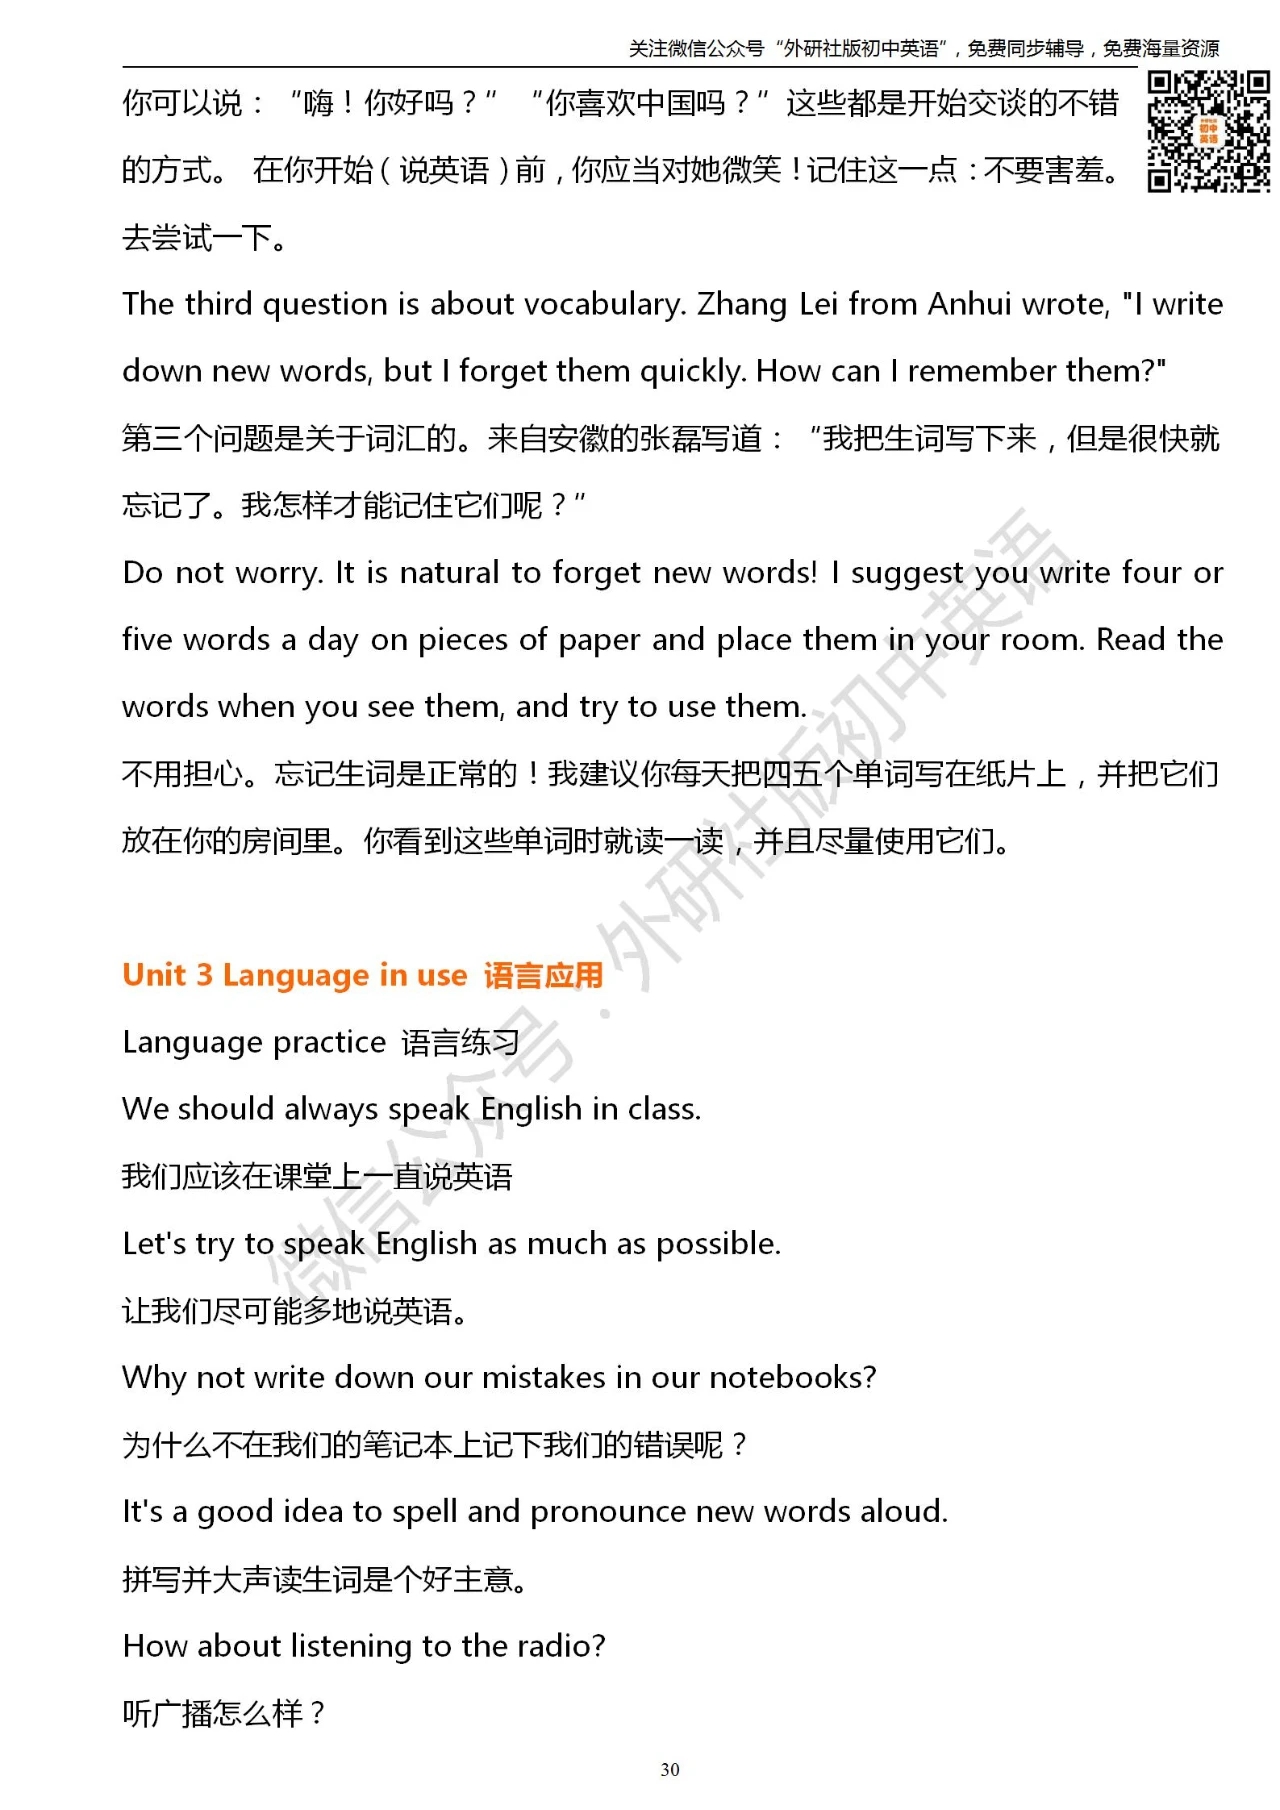 关注微信公众号“外研社版初中英语”，免费同步辅导，免费海量资源
你可以说：“嗨！你好吗？”“你喜欢中国吗？”这些都是开始交谈的不错
的方式。 在你开始（说英语）前，你应当对她微笑！记住这一点：不要害羞。
去尝试一下。
初中
英语
The third question is about vocabulary. Zhang Lei from Anhui wrote, "I write
down new words, but I forget them quickly. How can I remember them?"
第三个问题是关于词汇的。来自安徽的张磊写道：“我把生词写下来，但是很快就
忘记了。我怎样才能记住它们呢？”
Do not worry. It is natural to forget new words! I suggest you write four or
five words a day on pieces of paper and place them in your room. Read the
words when you see them, and try to use them.
不用担心。忘记生词是正常的！我建议你每天把四五个单词写在纸片上，并把它们
放在你的房间里。你看到这些单词时就读一读，并且尽量使用它们。
Unit 3 Language in use 语言应用
Language practice 语言练习
We should always speak English in class.
我们应该在课堂上一直说英语
Let's try to speak English as much as possible.
让我们尽可能多地说英语。
Why not write down our mistakes in our notebooks?
为什么不在我们的笔记本上记下我们的错误呢？
It's a good idea to spell and pronounce new words aloud.
拼写并大声读生词是个好主意。
How about listening to the radio?
听广播怎么样？
微信公众号：外研社版初中英语
30